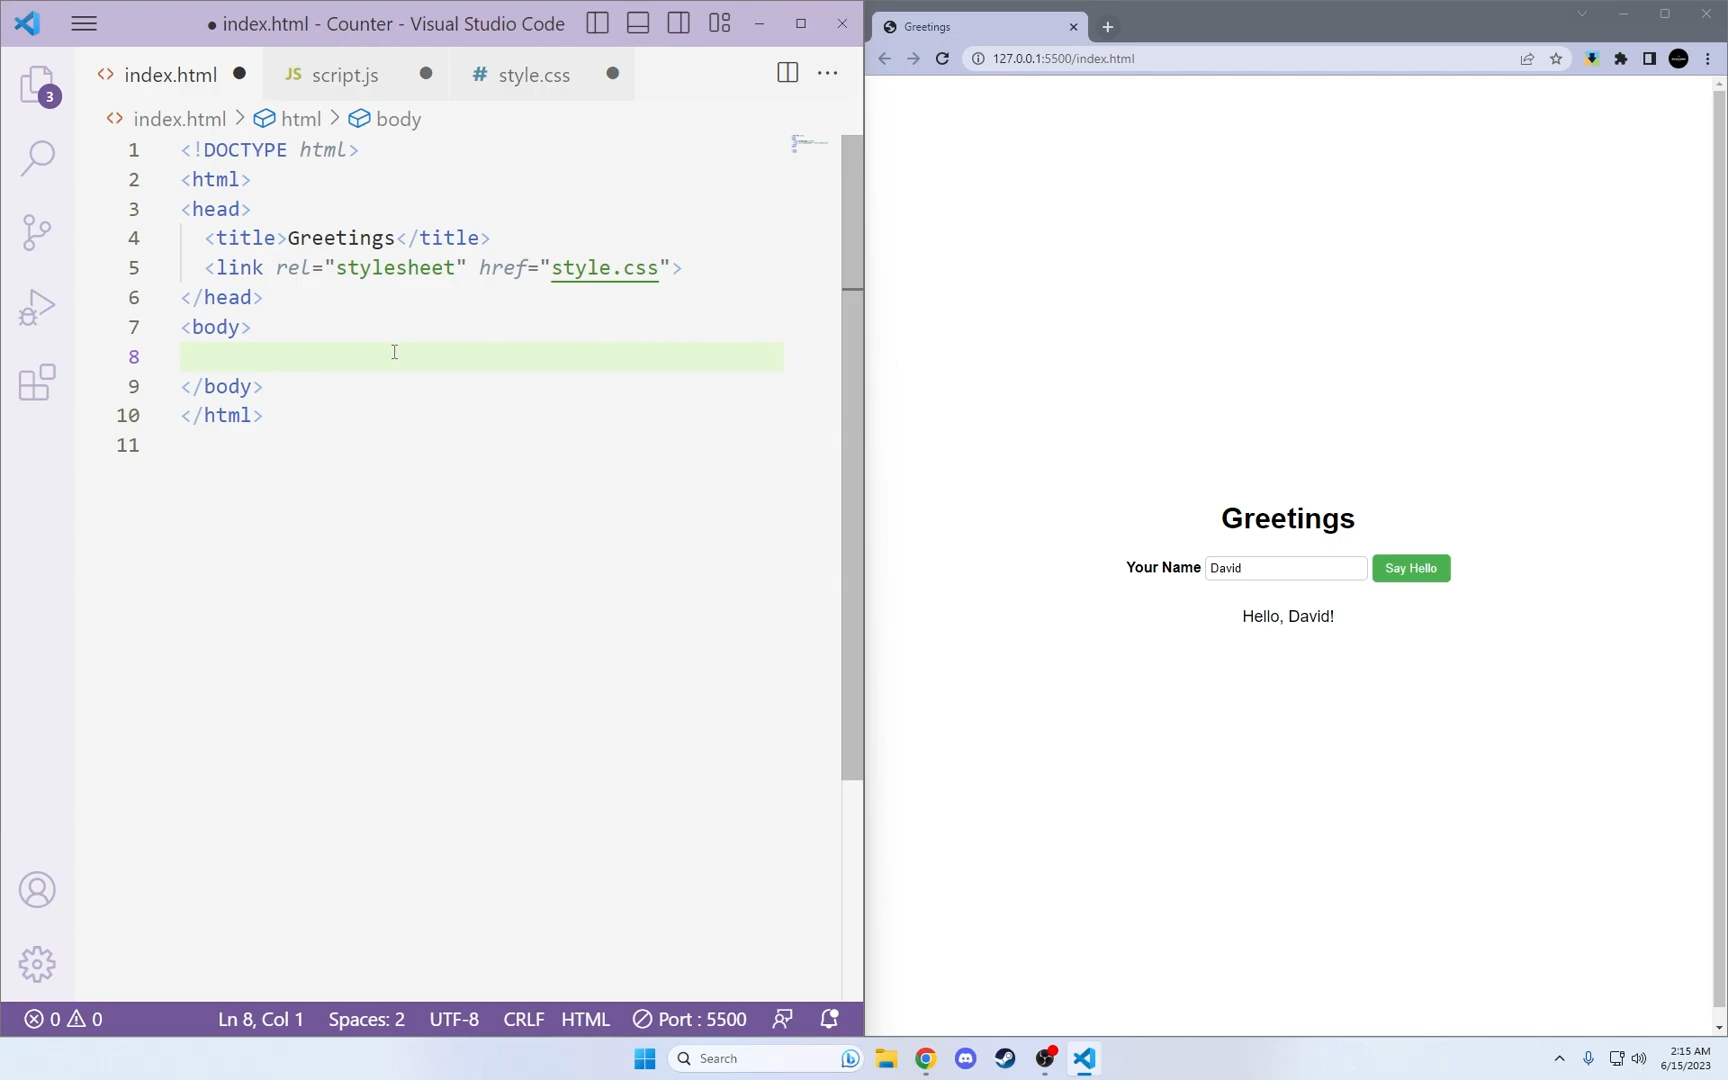 ● index.html - Counter - Visual Studio Code
<> index.html ●
JS script.js ●
# style.css ●
3
<> index.html > html > body
1 <!DOCTYPE html>
2 <html>
3 <head>
4 <title>Greetings</title>
5 <link rel="stylesheet" href="style.css">
6 </head>
7 <body>
8
9 </body>
10 </html>
11
0 0
Ln 8, Col 1
Spaces: 2
UTF-8
CRLF
HTML
Port : 5500
Greetings
127.0.0.1:5500/index.html
Greetings
Your Name David Say Hello
Hello, David!
Search
2:15 AM
6/15/2023